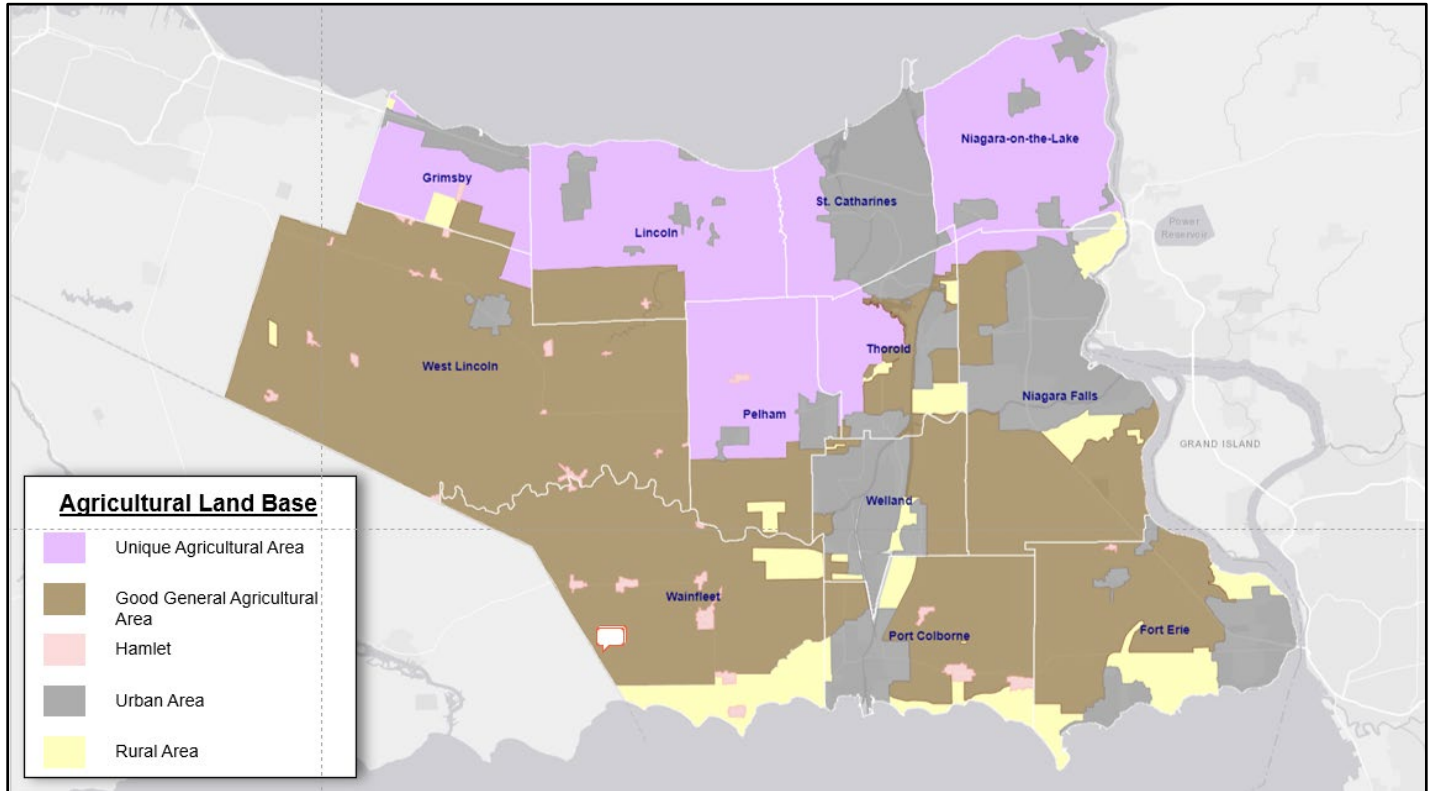 Niagara-on-the-Lake
Grimsby
St. Catharines
Power
Reservoir
Lincoln
Thorold
West Lincoln
Niagara Falls
Pelham
GRAND ISLAND
Welland
Wainfleet
Port Colborne
Fort Erie
Agricultural Land Base
Unique Agricultural Area
Good General Agricultural
Area
Hamlet
Urban Area
Rural Area